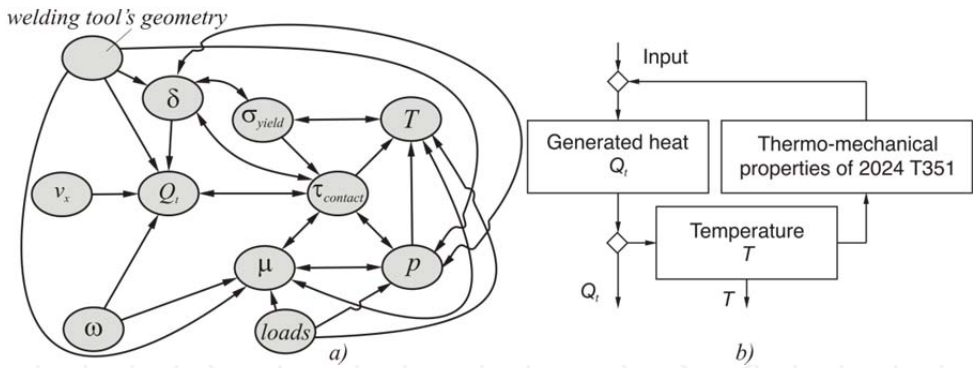 welding tool's geometry
δ
σyield
T
vx
Qt
τcontact
μ
p
ω
loads
a)
Input
Generated heat
Qt
Thermo-mechanical
properties of 2024 T351
Temperature
T
Qt
T
b)